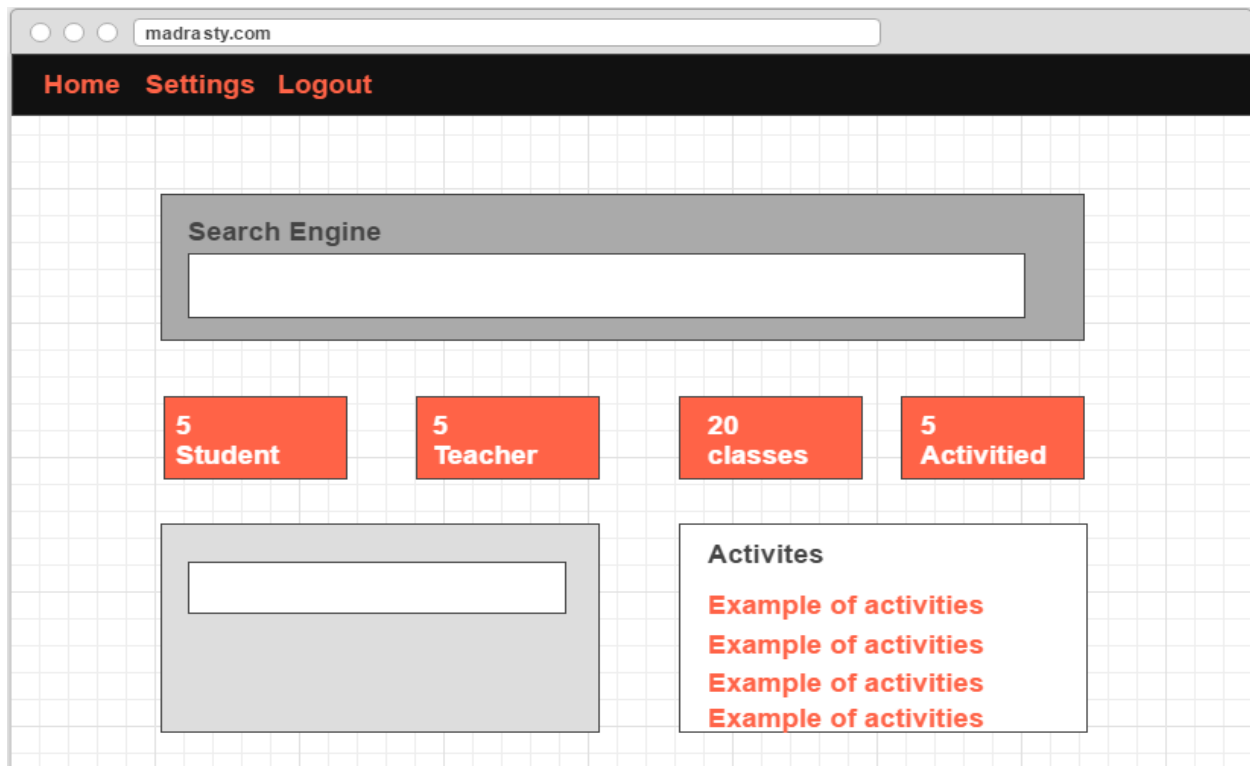 madrasty.com
Home Settings Logout
Search Engine
5
Student
5
Teacher
20
classes
5
Activitied
Activites
Example of activities
Example of activities
Example of activities
Example of activities